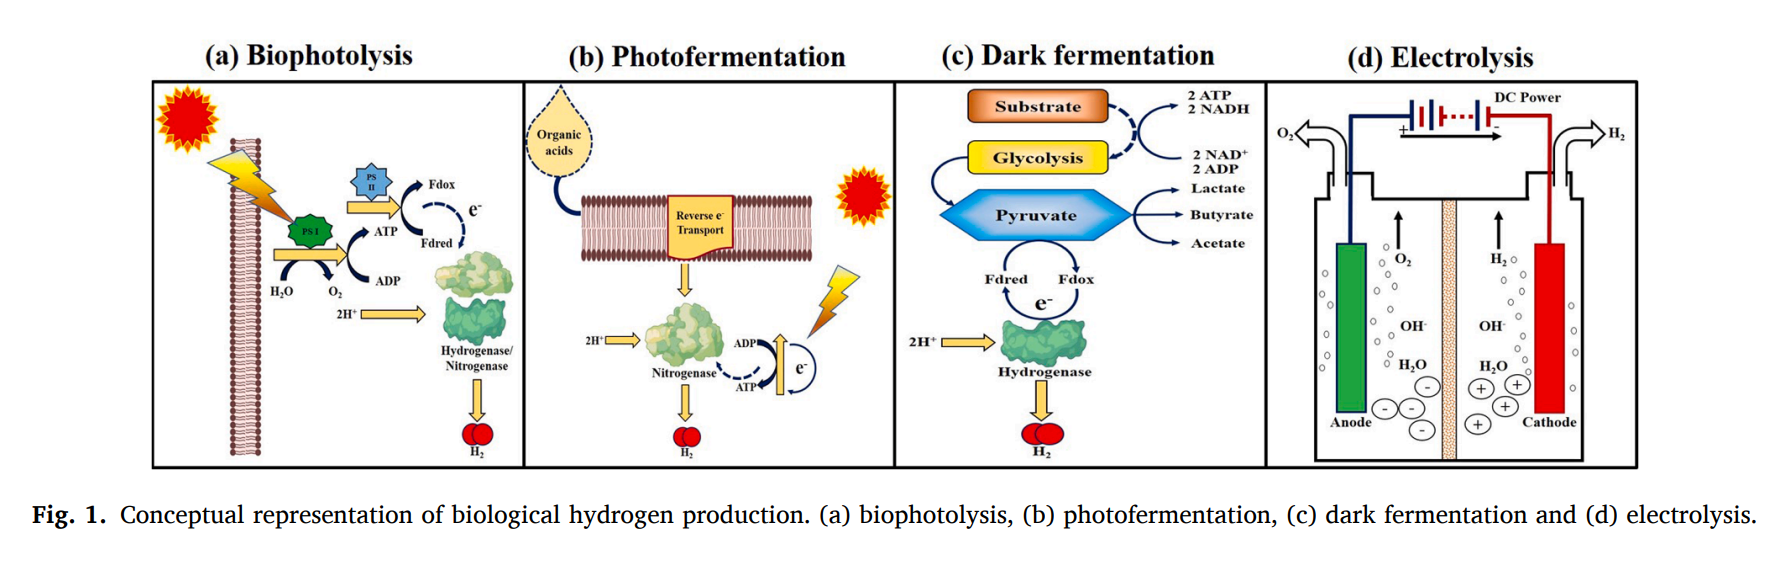 (a) Biophotolysis
(b) Photofermentation
(c) Dark fermentation
(d) Electrolysis
PS
II
Fdox
e-
PS I
ATP
Fdred
H₂O
O₂
ADP
2H⁺
Hydrogenase/
Nitrogenase
H₂
Organic
acids
Reverse e-
Transport
2H⁺
ADP
Nitrogenase
e-
ATP
H₂
Substrate
2 ATP
2 NADH
Glycolysis
2 NAD⁺
2 ADP
Pyruvate
Lactate
Butyrate
Acetate
Fdred
Fdox
e-
2H⁺
Hydrogenase
H₂
DC Power
+
-
O₂
H₂
O₂
H₂
OH-
OH-
H₂O
H₂O
-
-
-
-
+
+
+
+
Anode
Cathode
Fig. 1. Conceptual representation of biological hydrogen production. (a) biophotolysis, (b) photofermentation, (c) dark fermentation and (d) electrolysis.